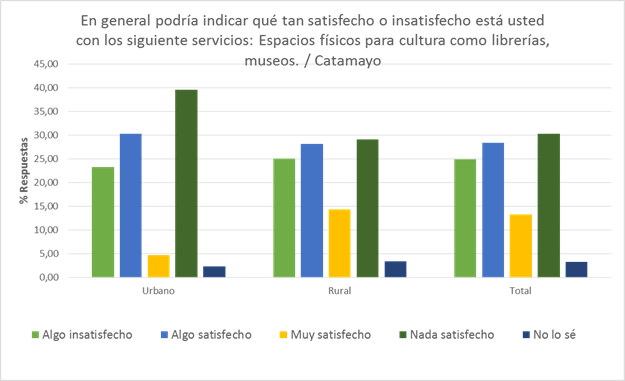 En general podría indicar qué tan satisfecho o insatisfecho está usted
con los siguiente servicios: Espacios físicos para cultura como librerías,
museos. / Catamayo
45,00
40,00
35,00
30,00
25,00
20,00
15,00
10,00
5,00
0,00
% Respuestas
Urbano Rural Total
Algo insatisfecho Algo satisfecho Muy satisfecho Nada satisfecho No lo sé